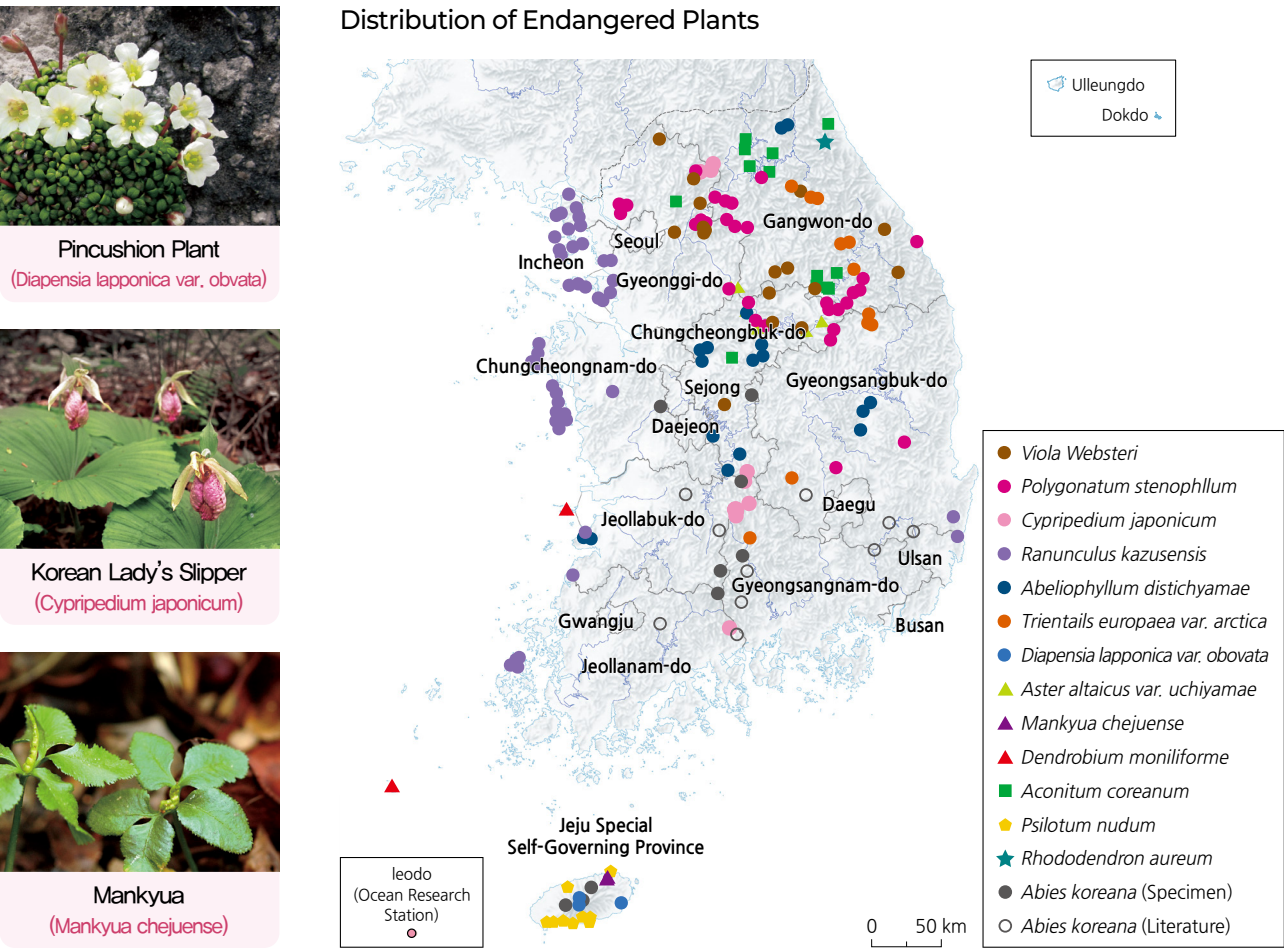 Distribution of Endangered Plants
Pincushion Plant
(Diapensia lapponica var. obvata)
Korean Lady's Slipper
(Cypripedium japonicum)
Mankyua
(Mankyua chejuense)
Ulleungdo
Dokdo
Gangwon-do
Seoul
Incheon
Gyeonggi-do
Chungcheongbuk-do
Chungcheongnam-do
Sejong
Gyeongsangbuk-do
Daejeon
Daegu
Jeollabuk-do
Ulsan
Gyeongsangnam-do
Gwangju
Busan
Jeollanam-do
Jeju Special
Self-Governing Province
Ieodo
(Ocean Research
Station)
0 50 km
Viola Websteri
Polygonatum stenophllum
Cypripedium japonicum
Ranunculus kazusensis
Abeliophyllum distichyamae
Trientails europaea var. arctica
Diapensia lapponica var. obovata
Aster altaicus var. uchiyamae
Mankyua chejuense
Dendrobium moniliforme
Aconitum coreanum
Psilotum nudum
Rhododendron aureum
Abies koreana (Specimen)
Abies koreana (Literature)